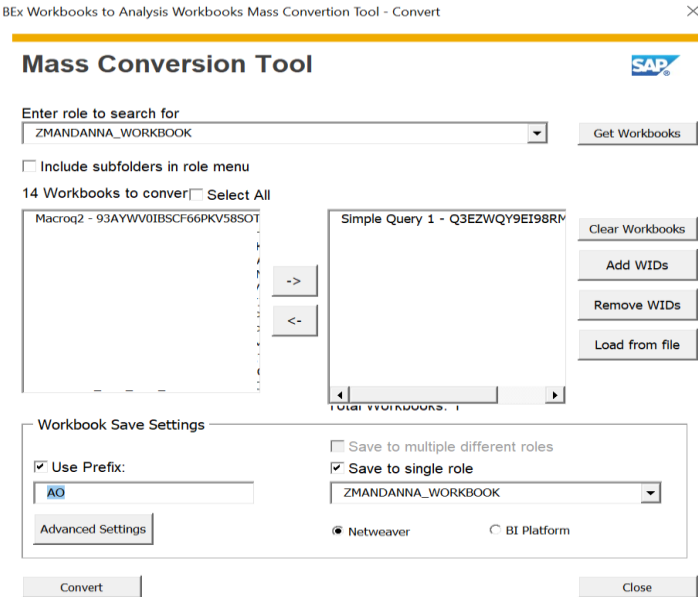 BEx Workbooks to Analysis Workbooks Mass Convertion Tool - Convert
Mass Conversion Tool
SAP
Enter role to search for
ZMANDANNA_WORKBOOK
Get Workbooks
Include subfolders in role menu
14 Workbooks to conver Select All
Macroq2 - 93AYWV0IBSCF66PKV58SOT
Simple Query 1 - Q3EZWQY9EI98RM
Clear Workbooks
Add WIDs
->
Remove WIDs
<-
Load from file
Total Workbooks: 1
Workbook Save Settings
Save to multiple different roles
Use Prefix:
Save to single role
AO
ZMANDANNA_WORKBOOK
Advanced Settings
Netweaver
BI Platform
Convert
Close